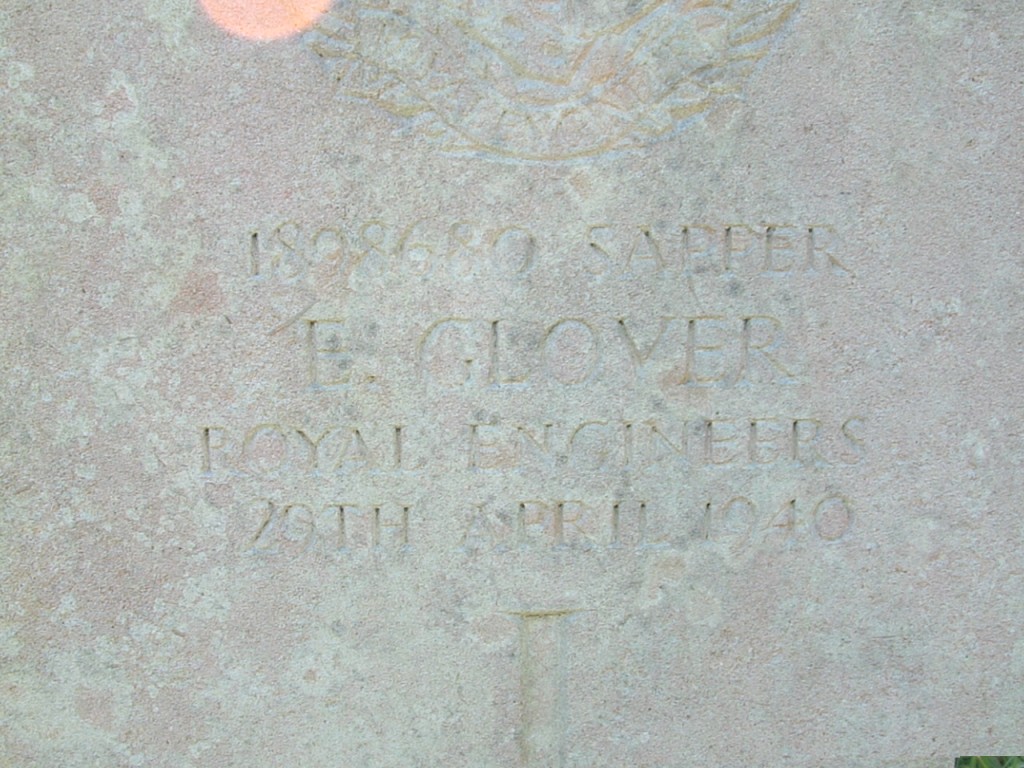 1898680 SAPPER
E. GLOVER
ROYAL ENGINEERS
29TH APRIL 1940